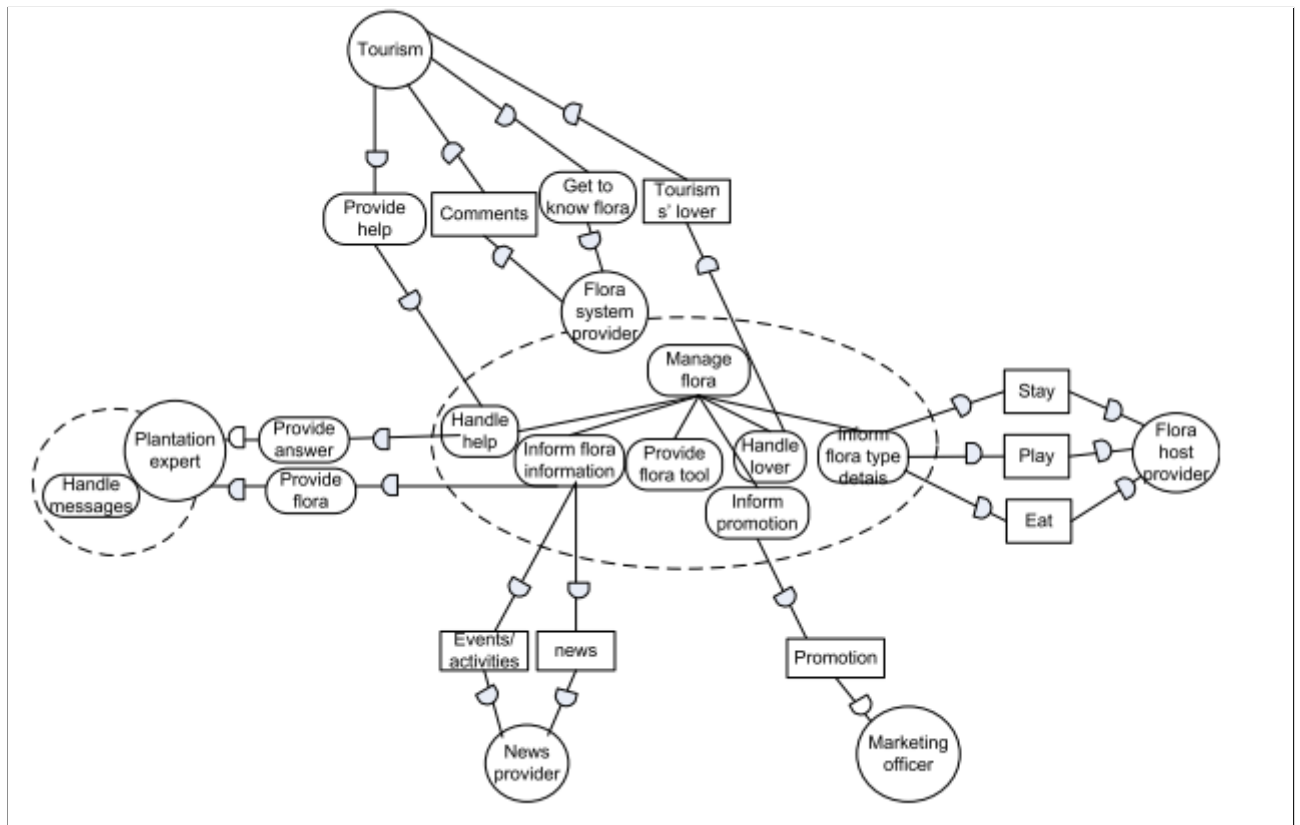 Tourism
Provide
help
Comments
Get to
know flora
Tourism
s' lover
Flora
system
provider
Manage
flora
Handle
help
Inform flora
information
Provide
flora tool
Handle
lover
Inform
flora type
detais
Inform
promotion
Stay
Play
Eat
Flora
host
provider
Plantation
expert
Provide
answer
Provide
flora
Handle
messages
Events/
activities
news
Promotion
News
provider
Marketing
officer